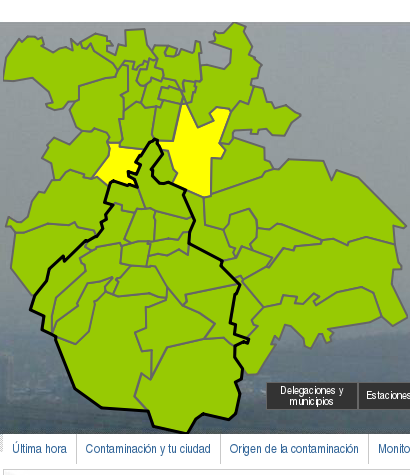 Delegaciones y
municipios
Estaciones
Última hora
Contaminación y tu ciudad
Origen de la contaminación
Monito